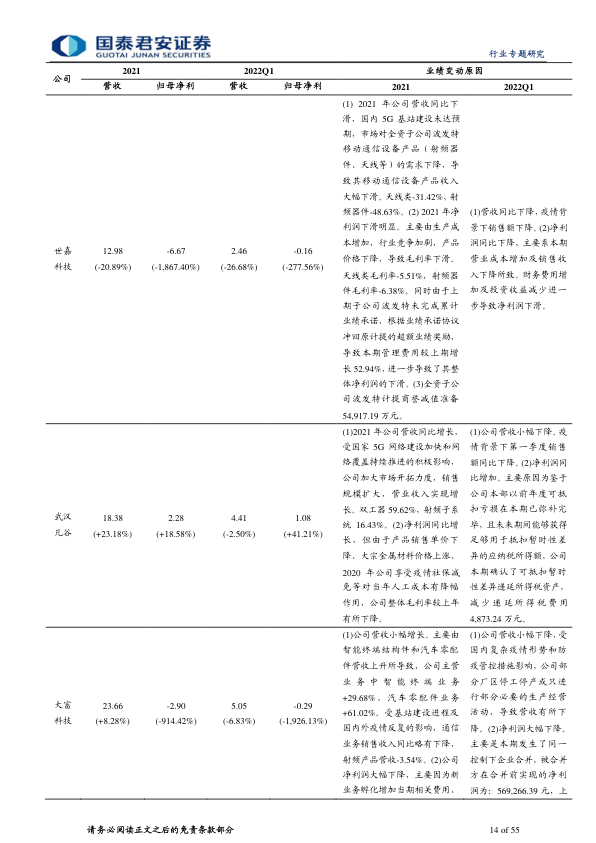 国泰君安证券
GUOTAI JUNAN SECURITIES
行业专题研究
公司 2021 2022Q1 业绩变动原因
营收 归母净利 营收 归母净利 2021 2022Q1
世嘉
科技
12.98 -6.67 2.46 -0.16
(-20.89%) (-1,867.40%) (-26.68%) (-277.56%)
(1) 2021 年公司营收同比下
滑，国内 5G 基站建设未达预
期，市场对全资子公司波发特
移动通信设备产品（射频器
件、天线等）的需求下降，导
致其移动通信设备产品收入
大幅下滑。天线类-31.42%，射
频器件-48.63%。(2) 2021 年净
利润下滑明显。主要由生产成
本增加，行业竞争加剧，产品
价格下降，导致毛利率下滑。
天线类毛利率-5.51%，射频器
件毛利率-6.38%。同时由于上
期子公司波发特未完成累计
业绩承诺，根据业绩承诺协议
冲回原计提的超额业绩奖励，
导致本期管理费用较上期增
长 52.94%，进一步导致了其整
体净利润的下滑。(3)全资子公
司波发特计提商誉减值准备
54,917.19 万元。
(1)营收同比下降，疫情背
景下销售额下降。(2)净利
润同比下降，主要系本期
营业成本增加及销售收
入下降所致。财务费用增
加及投资收益减少进一
步导致净利润下滑。
武汉
凡谷
18.38 2.28 4.41 1.08
(+23.18%) (+18.58%) (-2.50%) (+41.21%)
(1)2021 年公司营收同比增长，
受国家 5G 网络建设加快和网
络覆盖持续推进的积极影响，
公司加大市场开拓力度，销售
规模扩大，营业收入实现增
长。双工器 59.62%，射频子系
统 16.43%。(2)净利润同比增
长，但由于产品销售单价下
降、大宗金属材料价格上涨、
2020 年公司享受疫情社保减
免等对当年人工成本有降幅
作用，公司整体毛利率较上年
有所下降。
(1)公司营收小幅下降。疫
情背景下第一季度销售
额同比下降。(2)净利润同
比增加。主要原因为鉴于
公司本部以前年度可抵
扣亏损在本期已弥补完
毕，且未来期间能够获得
足够用于抵扣暂时性差
异的应纳税所得额，公司
本期确认了可抵扣暂时
性差异递延所得税资产，
减少递延所得税费用
4,873.24 万元。
大富
科技
23.66 -2.90 5.05 -0.29
(+8.28%) (-914.42%) (-6.83%) (-1,926.13%)
(1)公司营收小幅增长。主要由
智能终端结构件和汽车零配
件营收上升所导致，公司主营
业务中智能终端业务
+29.68%，汽车零配件业务
+61.02%。受基站建设进程及
国内外疫情反复的影响，通信
业务销售收入同比略有下降，
射频产品营收-3.54%。(2)公司
净利润大幅下降，主要因为新
业务孵化增加当期相关费用、
(1)公司营收小幅下降，受
国内复杂疫情形势和防
疫管控措施影响，公司部
分厂区停工停产或只进
行部分必要的生产经营
活动，导致营收有所下
降。(2)净利润大幅下降。
主要是本期发生了同一
控制下企业合并，被合并
方在合并前实现的净利
润为：569,266.39 元，上
请务必阅读正文之后的免责条款部分
14 of 55